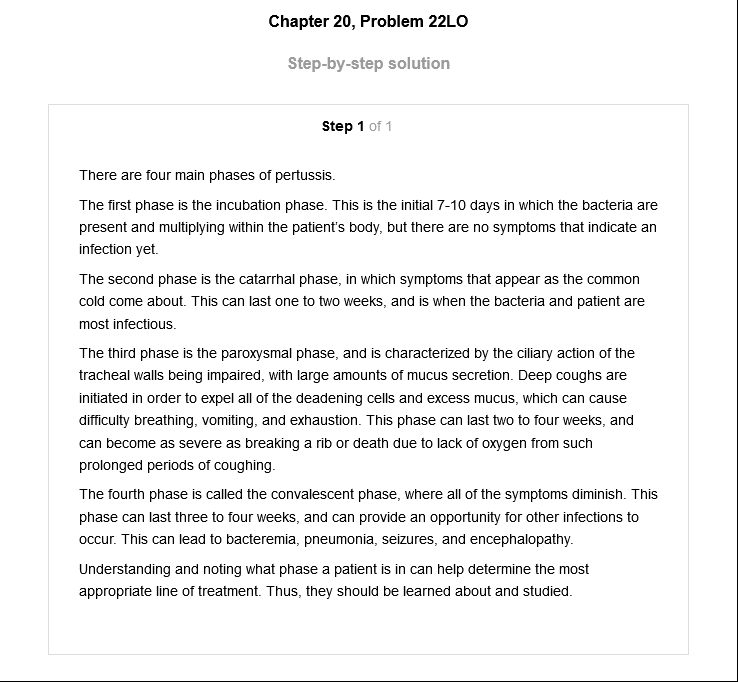 Chapter 20, Problem 22LO
Step-by-step solution
Step 1 of 1
There are four main phases of pertussis.
The first phase is the incubation phase. This is the initial 7-10 days in which the bacteria are
present and multiplying within the patient's body, but there are no symptoms that indicate an
infection yet.
The second phase is the catarrhal phase, in which symptoms that appear as the common
cold come about. This can last one to two weeks, and is when the bacteria and patient are
most infectious.
The third phase is the paroxysmal phase, and is characterized by the ciliary action of the
tracheal walls being impaired, with large amounts of mucus secretion. Deep coughs are
initiated in order to expel all of the deadening cells and excess mucus, which can cause
difficulty breathing, vomiting, and exhaustion. This phase can last two to four weeks, and
can become as severe as breaking a rib or death due to lack of oxygen from such
prolonged periods of coughing.
The fourth phase is called the convalescent phase, where all of the symptoms diminish. This
phase can last three to four weeks, and can provide an opportunity for other infections to
occur. This can lead to bacteremia, pneumonia, seizures, and encephalopathy.
Understanding and noting what phase a patient is in can help determine the most
appropriate line of treatment. Thus, they should be learned about and studied.